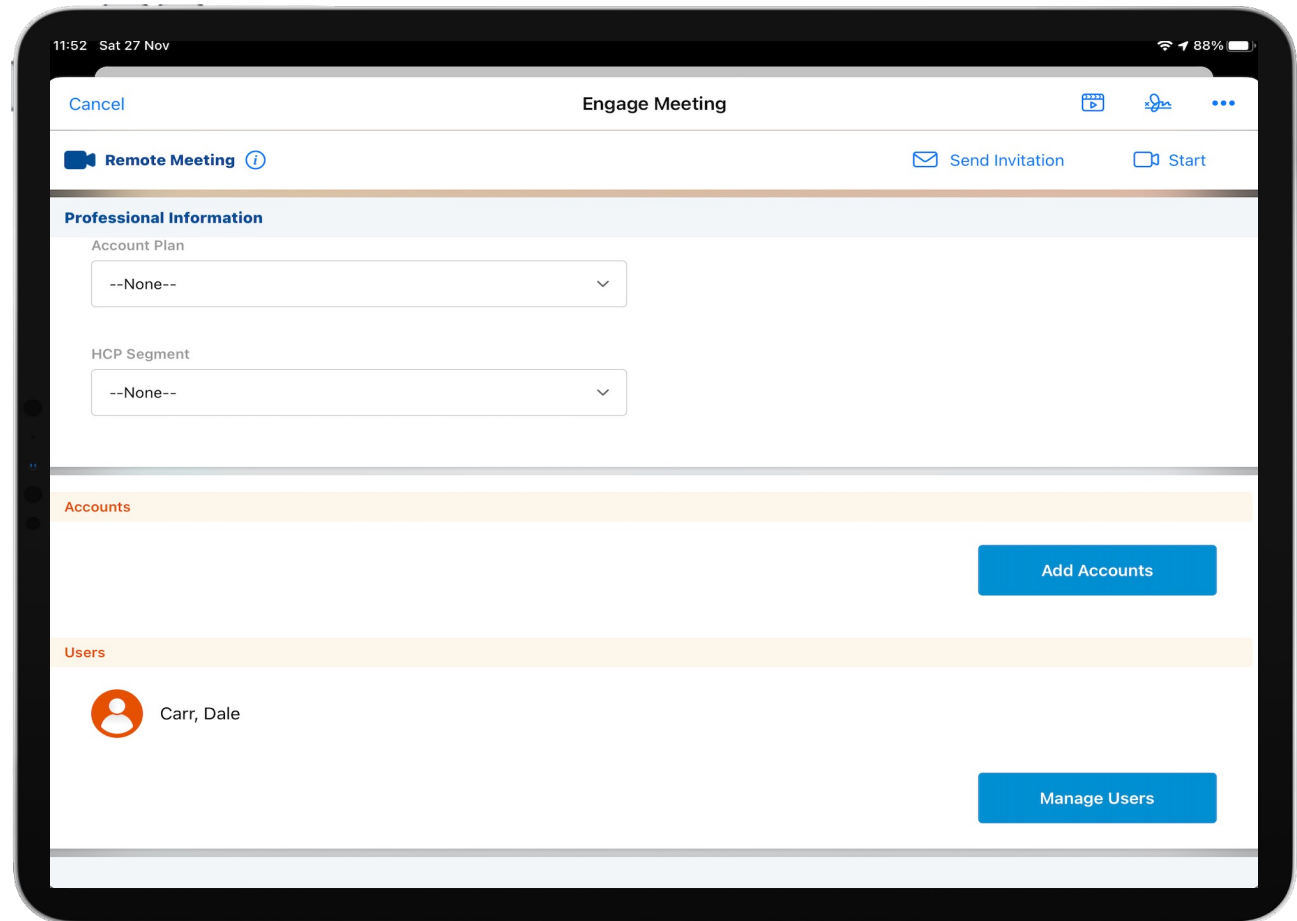 11:52 Sat 27 Nov 88%
Cancel Engage Meeting
Remote Meeting i Send Invitation Start
Professional Information
Account Plan
--None--
HCP Segment
--None--
Accounts
Add Accounts
Users
Carr, Dale
Manage Users